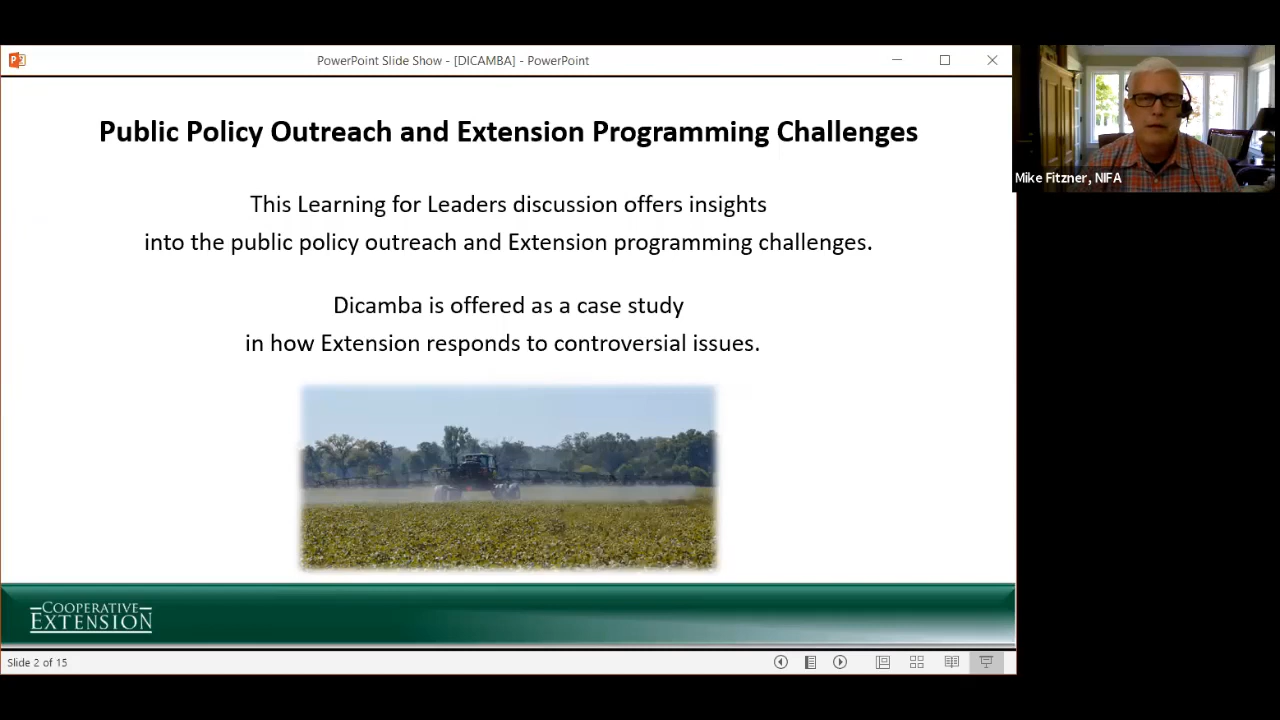 PowerPoint Slide Show - [DICAMBA] - PowerPoint
Public Policy Outreach and Extension Programming Challenges
This Learning for Leaders discussion offers insights
into the public policy outreach and Extension programming challenges.
Dicamba is offered as a case study
in how Extension responds to controversial issues.
COOPERATIVE
EXTENSION
Slide 2 of 15
Mike Fitzner, NIFA